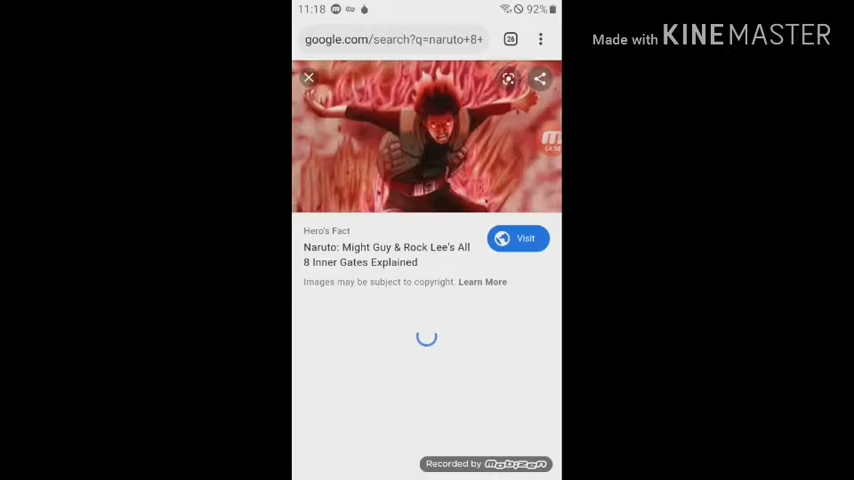 11:18
92%
Made with KINEMASTER
google.com/search?q=naruto+8+
26
Hero's Fact
Naruto: Might Guy & Rock Lee's All
8 Inner Gates Explained
Visit
Images may be subject to copyright. Learn More
Recorded by mobizen